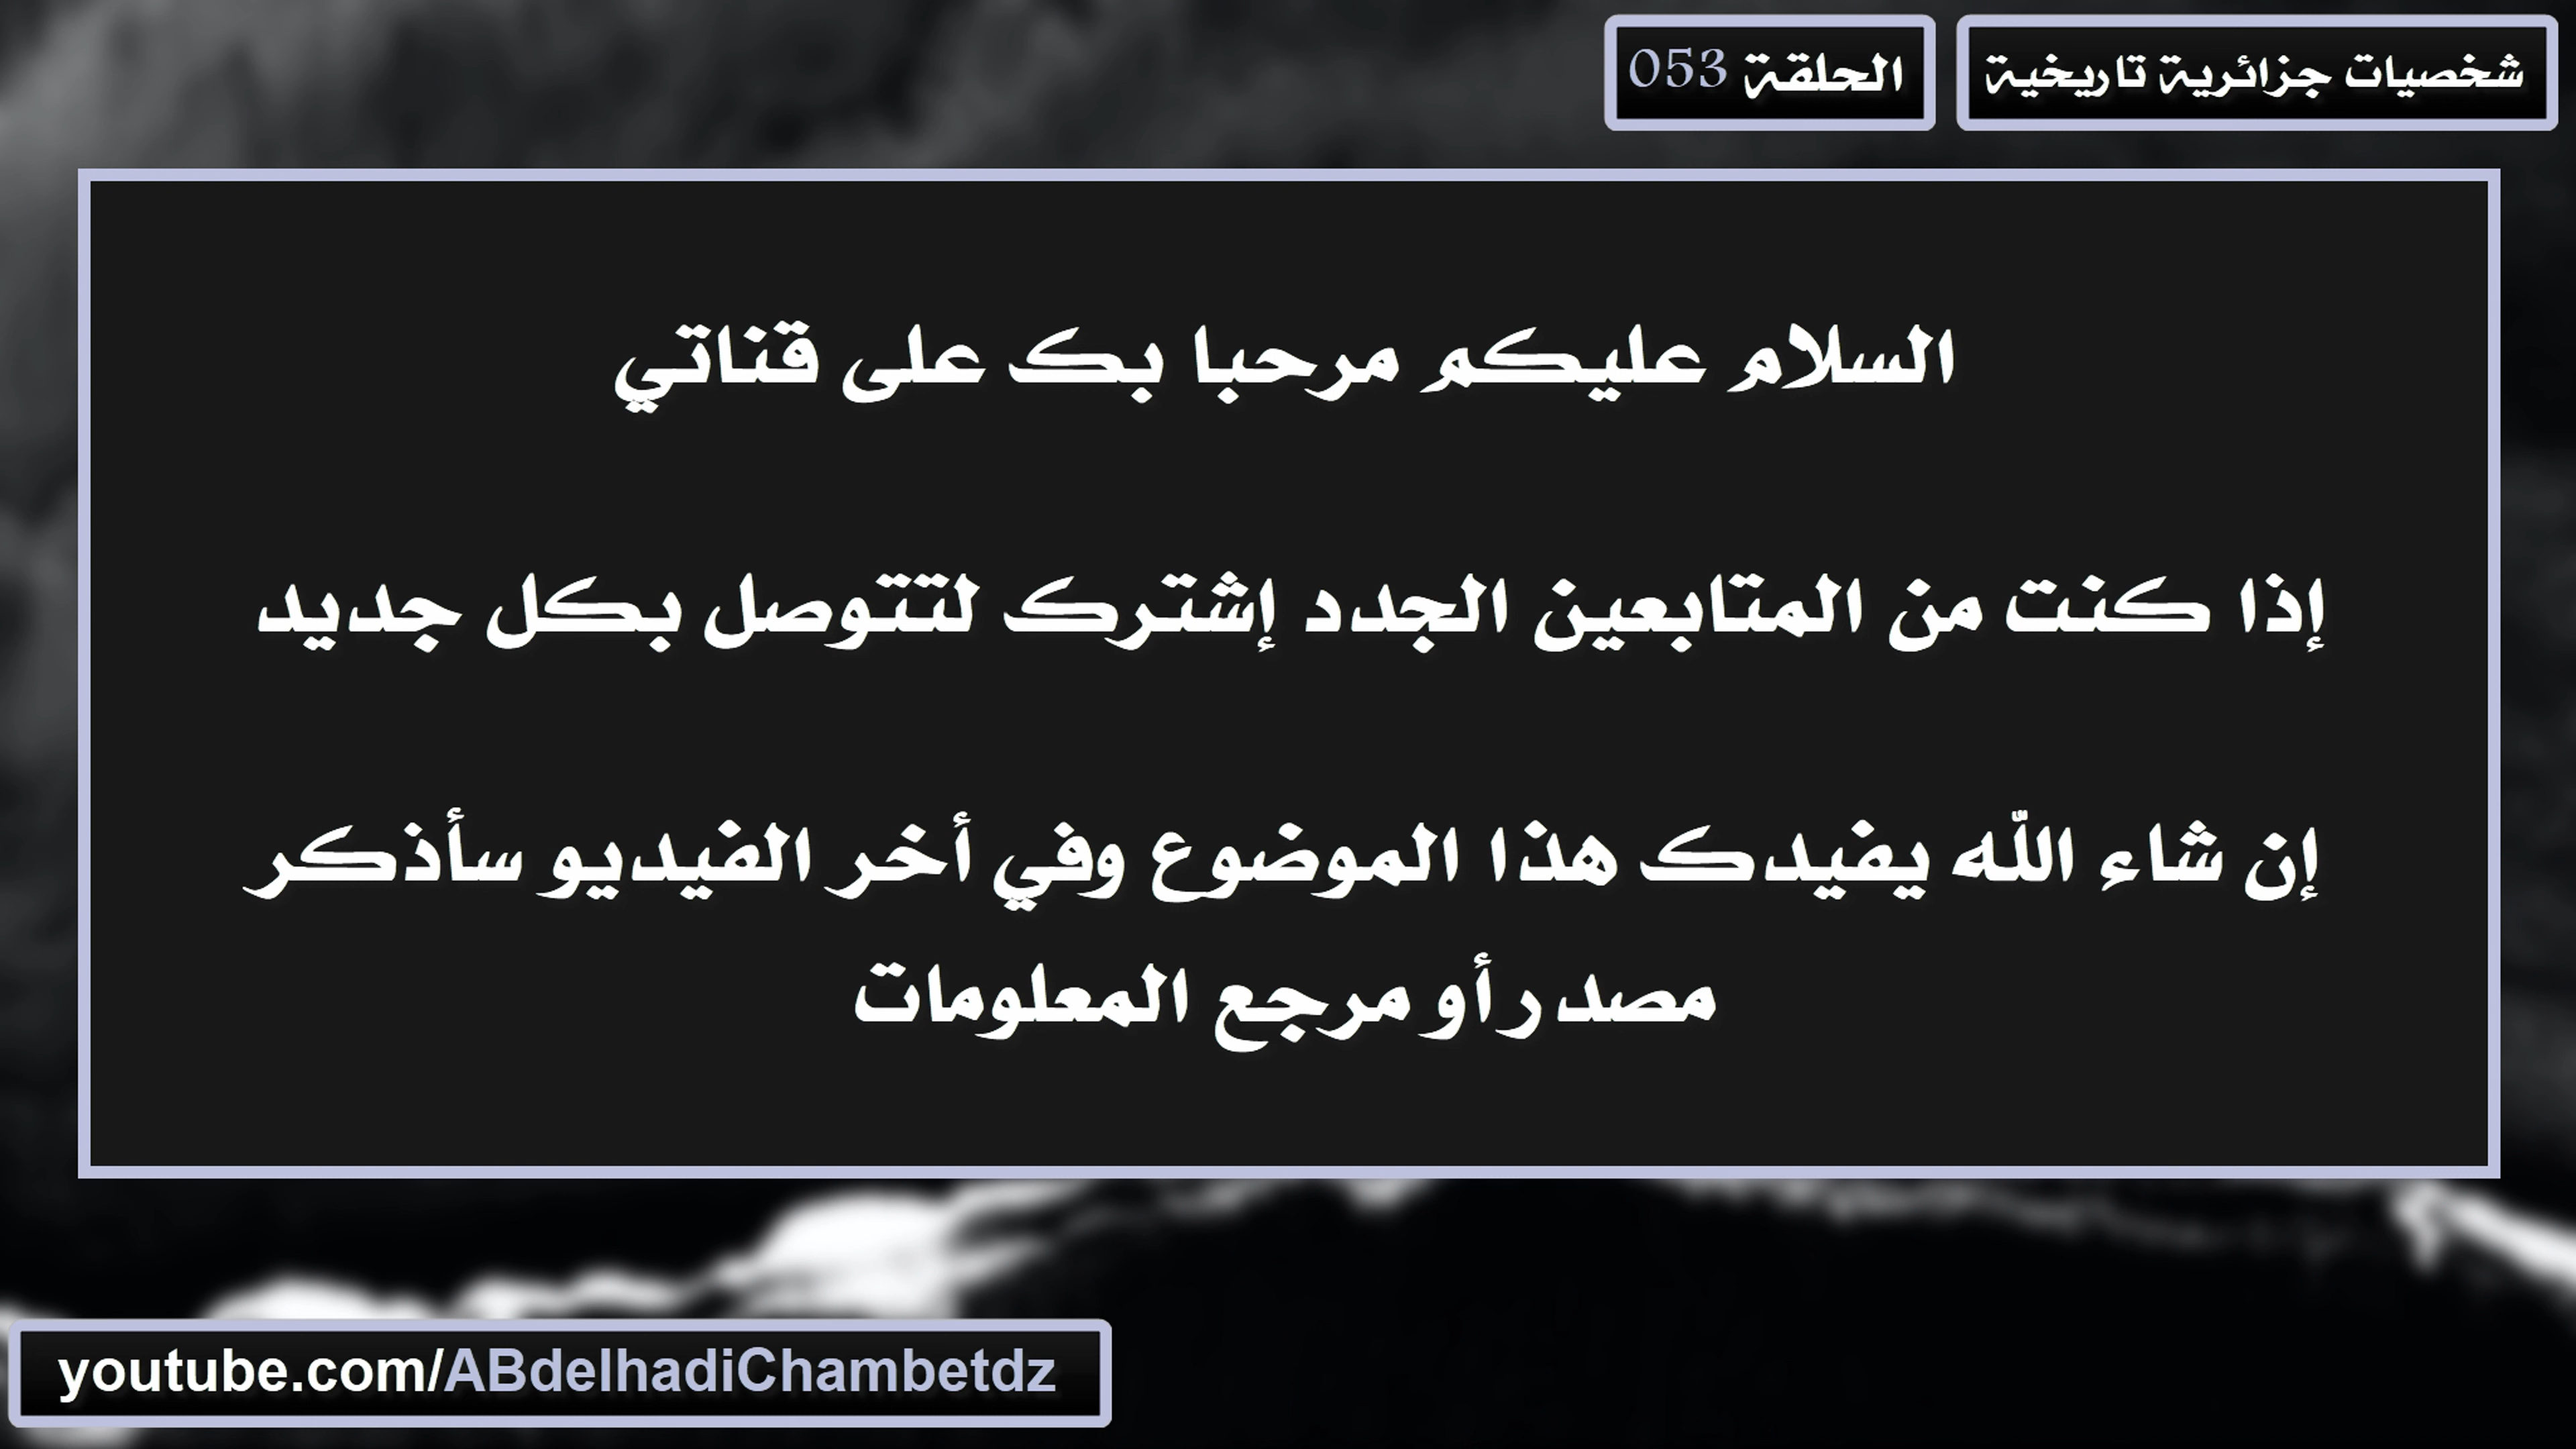 شخصيات جزائرية تاريخية
الحلقة 053
السلام عليكم مرحبا بك على قناتي
إذا كنت من المتابعين الجدد إشترك لتتوصل بكل جديد
إن شاء الله يفيدك هذا الموضوع وفي أخر الفيديو سأذكر
مصدر أو مرجع المعلومات
youtube.com/ABdelhadiChambetdz